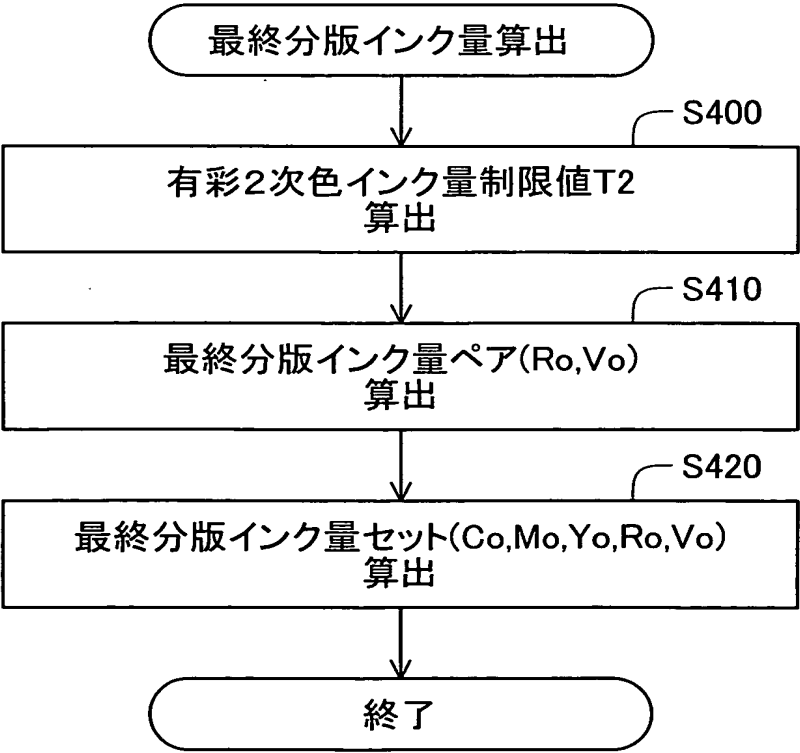 最終分版インク量算出
S400
有彩２次色インク量制限値T2
算出
S410
最終分版インク量ペア(Ro,Vo)
算出
S420
最終分版インク量セット(Co,Mo,Yo,Ro,Vo)
算出
終了